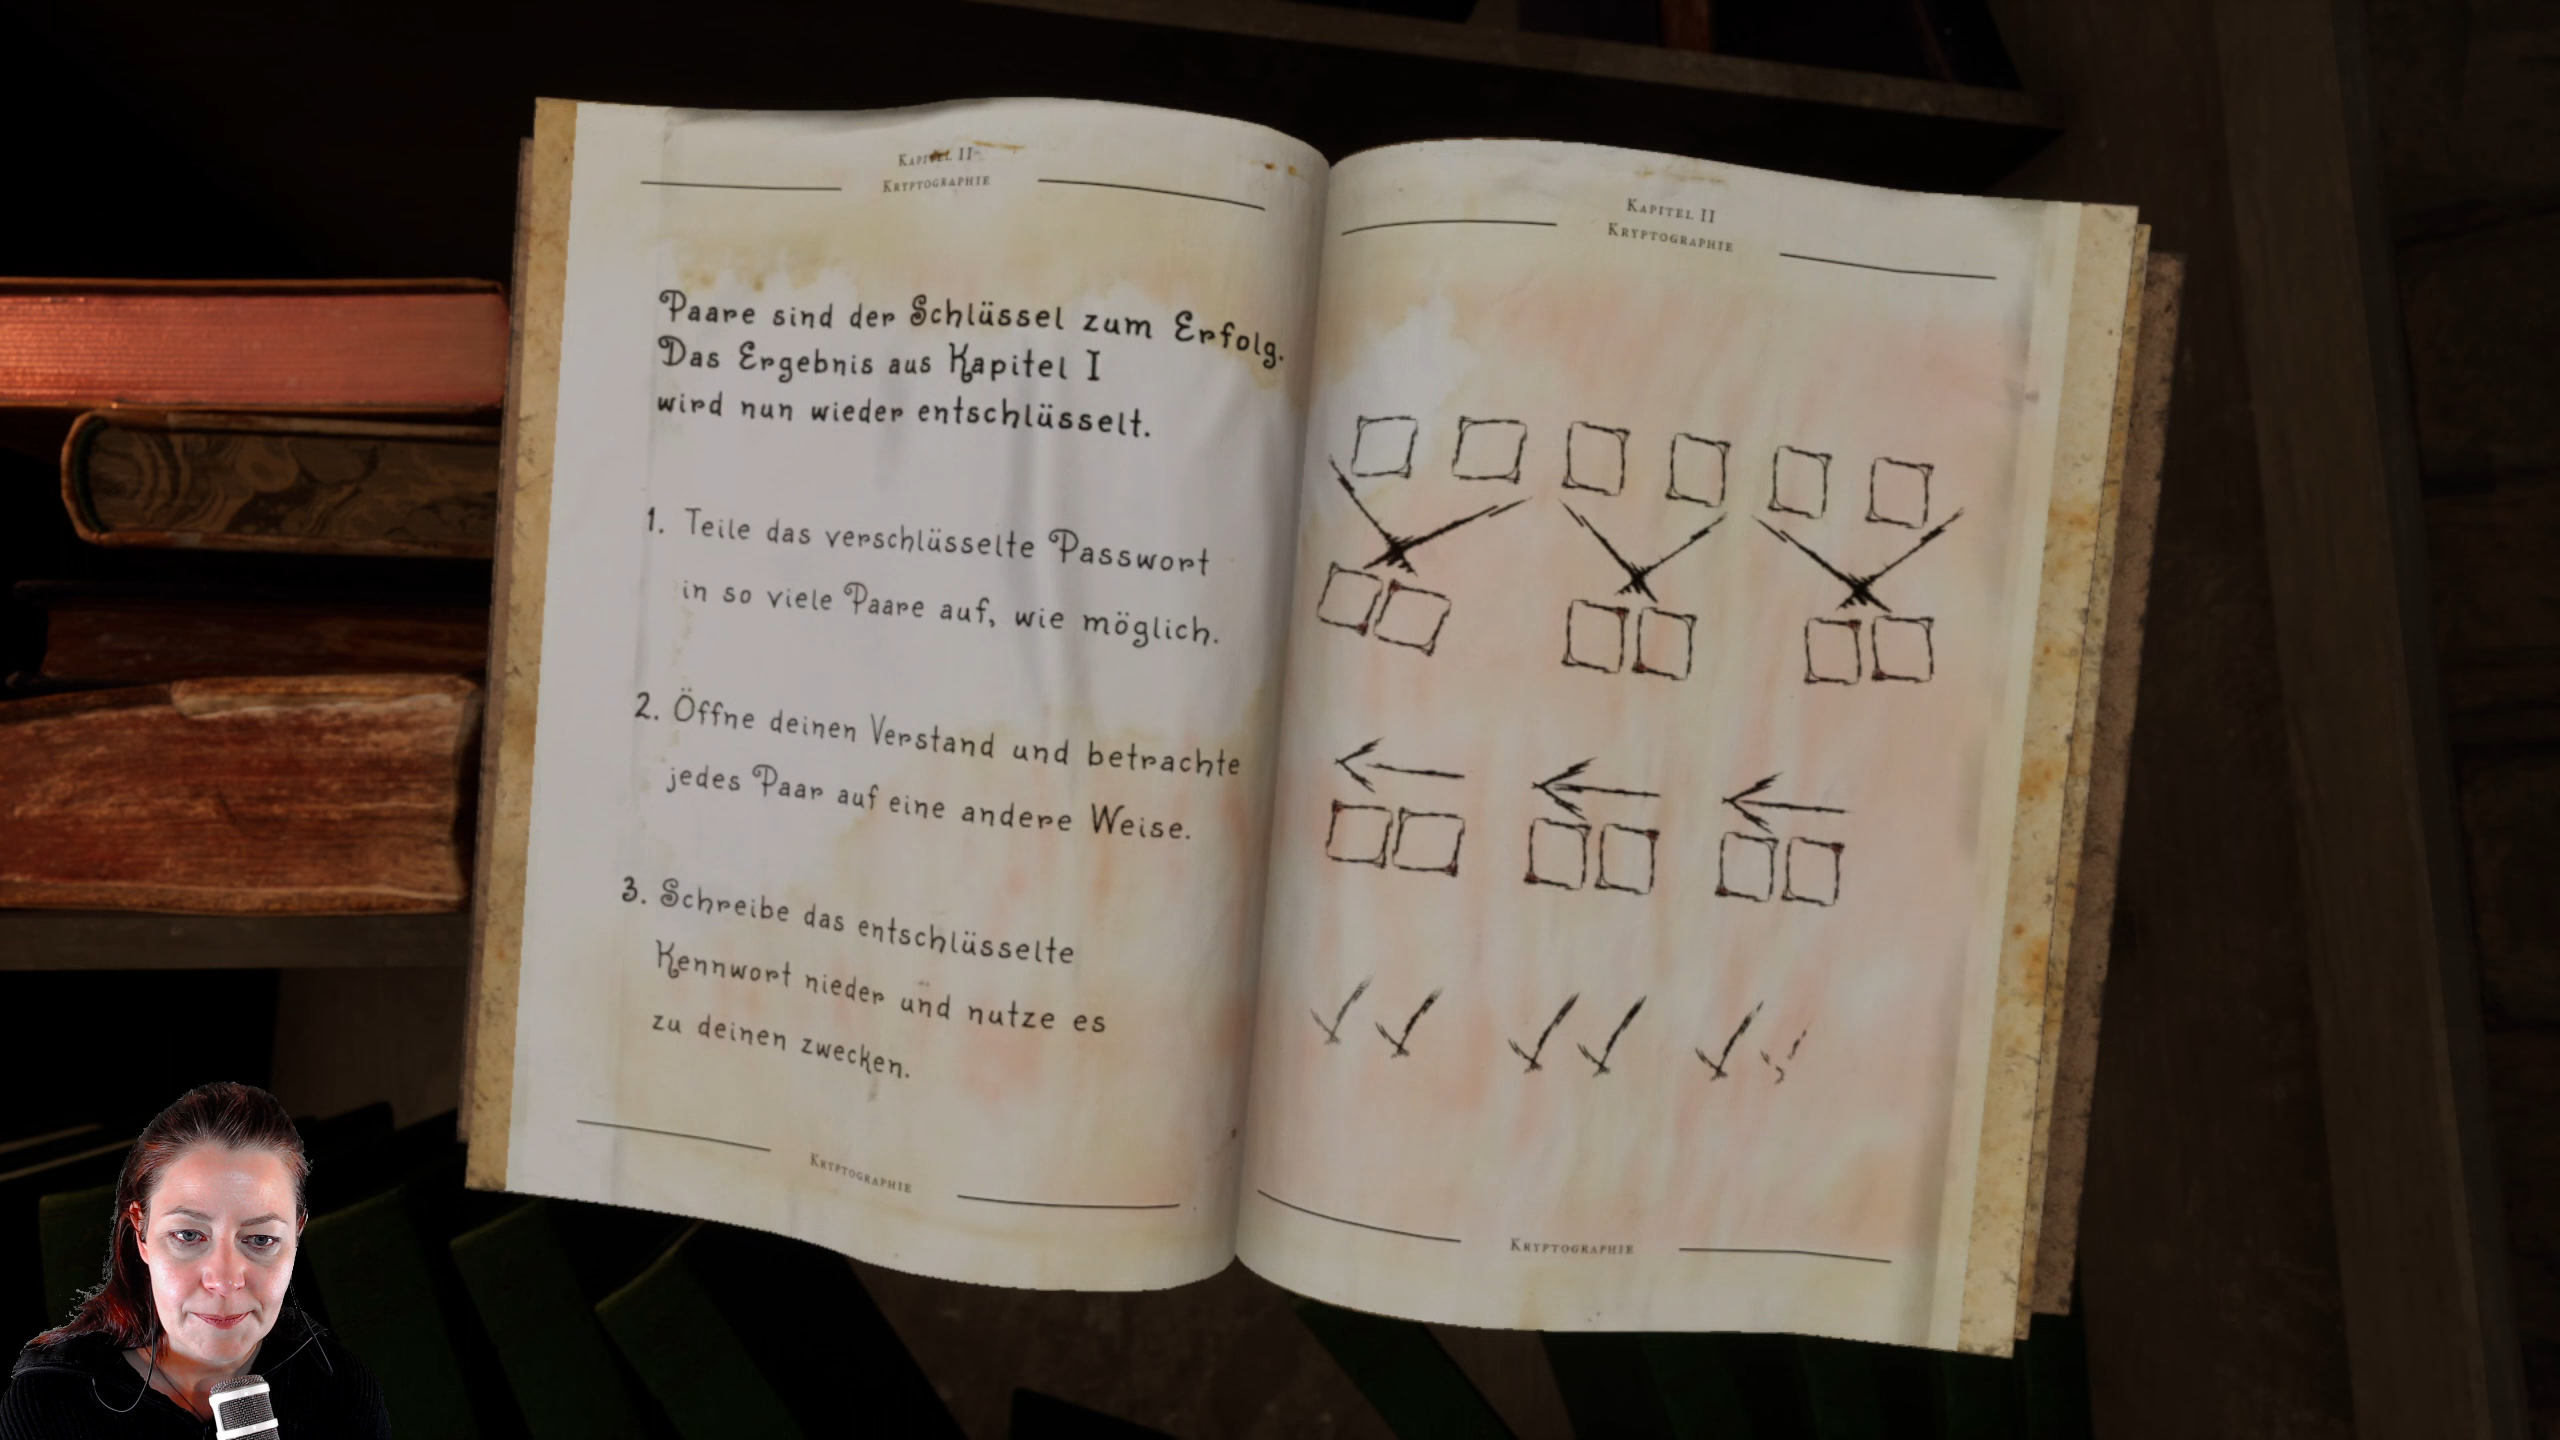 Kapitel II
Kryptographie
Paare sind der Schlüssel zum Erfolg.
Das Ergebnis aus Kapitel I
wird nun wieder entschlüsselt.
1. Teile das verschlüsselte Passwort
in so viele Paare auf, wie möglich.
2. Öffne deinen Verstand und betrachte
jedes Paar auf eine andere Weise.
3. Schreibe das entschlüsselte
Kennwort nieder und nutze es
zu deinen zwecken.
Kryptographie
Kapitel II
Kryptographie
Kryptographie